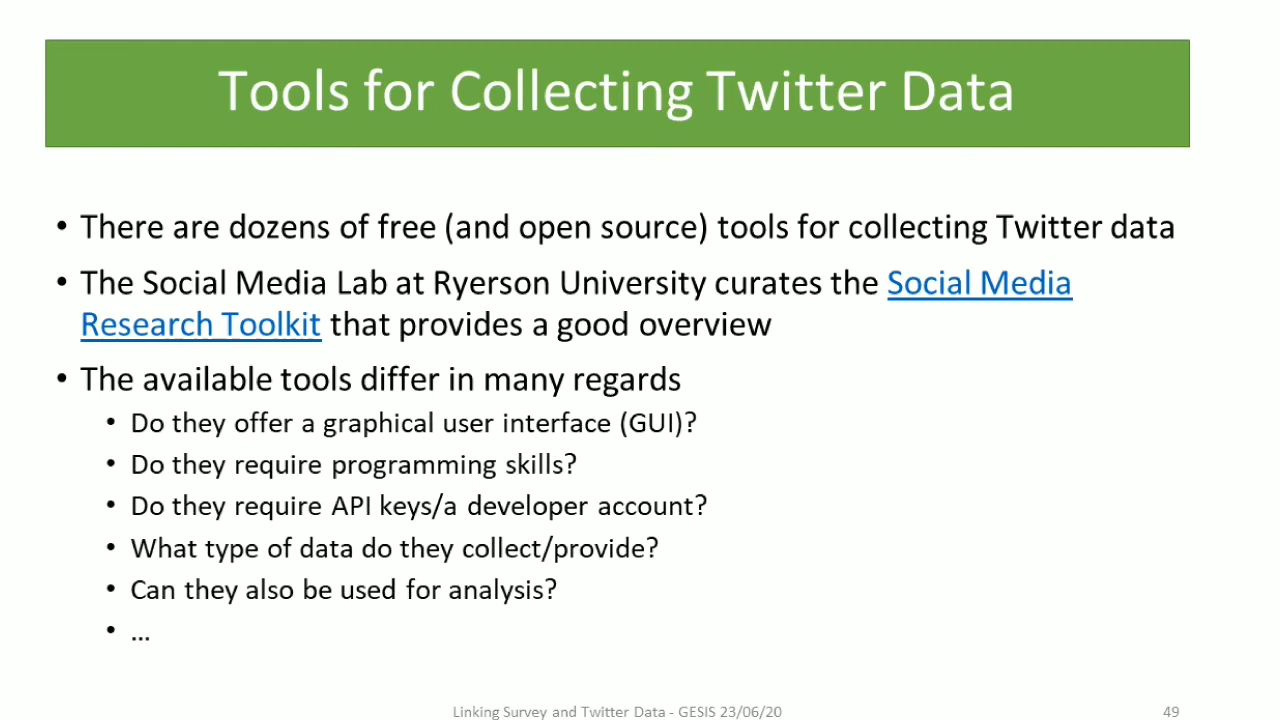 Tools for Collecting Twitter Data
• There are dozens of free (and open source) tools for collecting Twitter data
• The Social Media Lab at Ryerson University curates the Social Media
Research Toolkit that provides a good overview
• The available tools differ in many regards
• Do they offer a graphical user interface (GUI)?
• Do they require programming skills?
• Do they require API keys/a developer account?
• What type of data do they collect/provide?
• Can they also be used for analysis?
• ...
Linking Survey and Twitter Data - GESIS 23/06/20
49